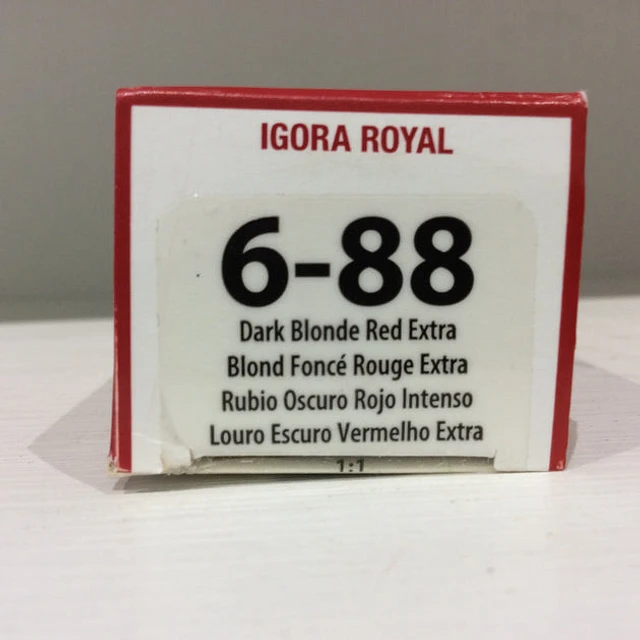 IGORA ROYAL
6-88
Dark Blonde Red Extra
Blond Foncé Rouge Extra
Rubio Oscuro Rojo Intenso
Louro Escuro Vermelho Extra
1:1